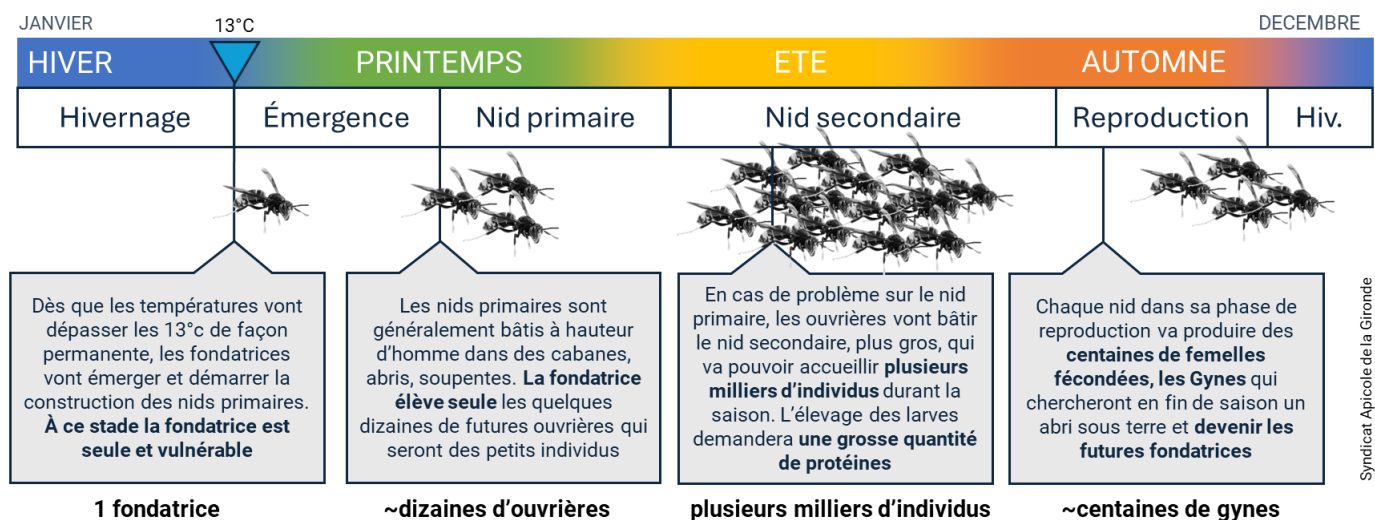 JANVIER
13°C
DECEMBRE
HIVER
PRINTEMPS
ETE
AUTOMNE
Hivernage
Émergence
Nid primaire
Nid secondaire
Reproduction
Hiv.
Dès que les températures vont
dépasser les 13°c de façon
permanente, les fondatrices
vont émerger et démarrer la
construction des nids primaires.
À ce stade la fondatrice est
seule et vulnérable
Les nids primaires sont
généralement bâtis à hauteur
d’homme dans des cabanes,
abris, soupentes. La fondatrice
élève seule les quelques
dizaines de futures ouvrières qui
seront des petits individus
En cas de problème sur le nid
primaire, les ouvrières vont bâtir
le nid secondaire, plus gros, qui
va pouvoir accueillir plusieurs
milliers d’individus durant la
saison. L’élevage des larves
demandera une grosse quantité
de protéines
Chaque nid dans sa phase de
reproduction va produire des
centaines de femelles
fécondées, les Gynes qui
chercheront en fin de saison un
abri sous terre et devenir les
futures fondatrices
Syndicat Apicole de la Gironde
1 fondatrice
~dizaines d’ouvrières
plusieurs milliers d’individus
~centaines de gynes